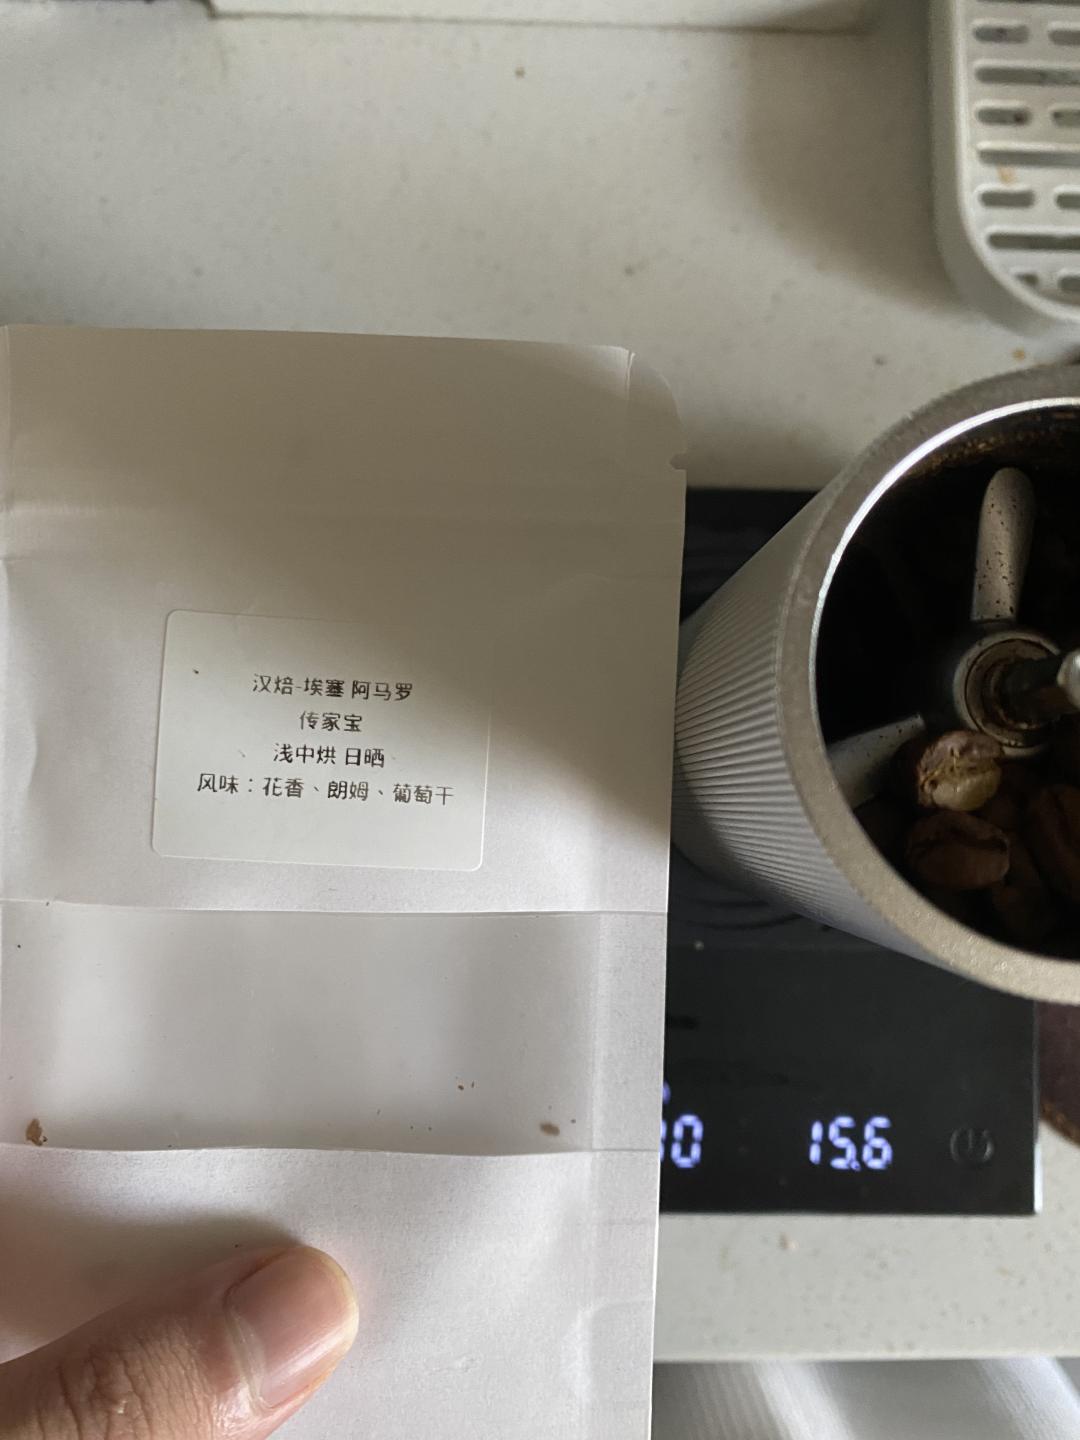 汉焙-埃塞 阿马罗
传家宝
浅中烘 日晒
风味：花香、朗姆、葡萄干
15.6